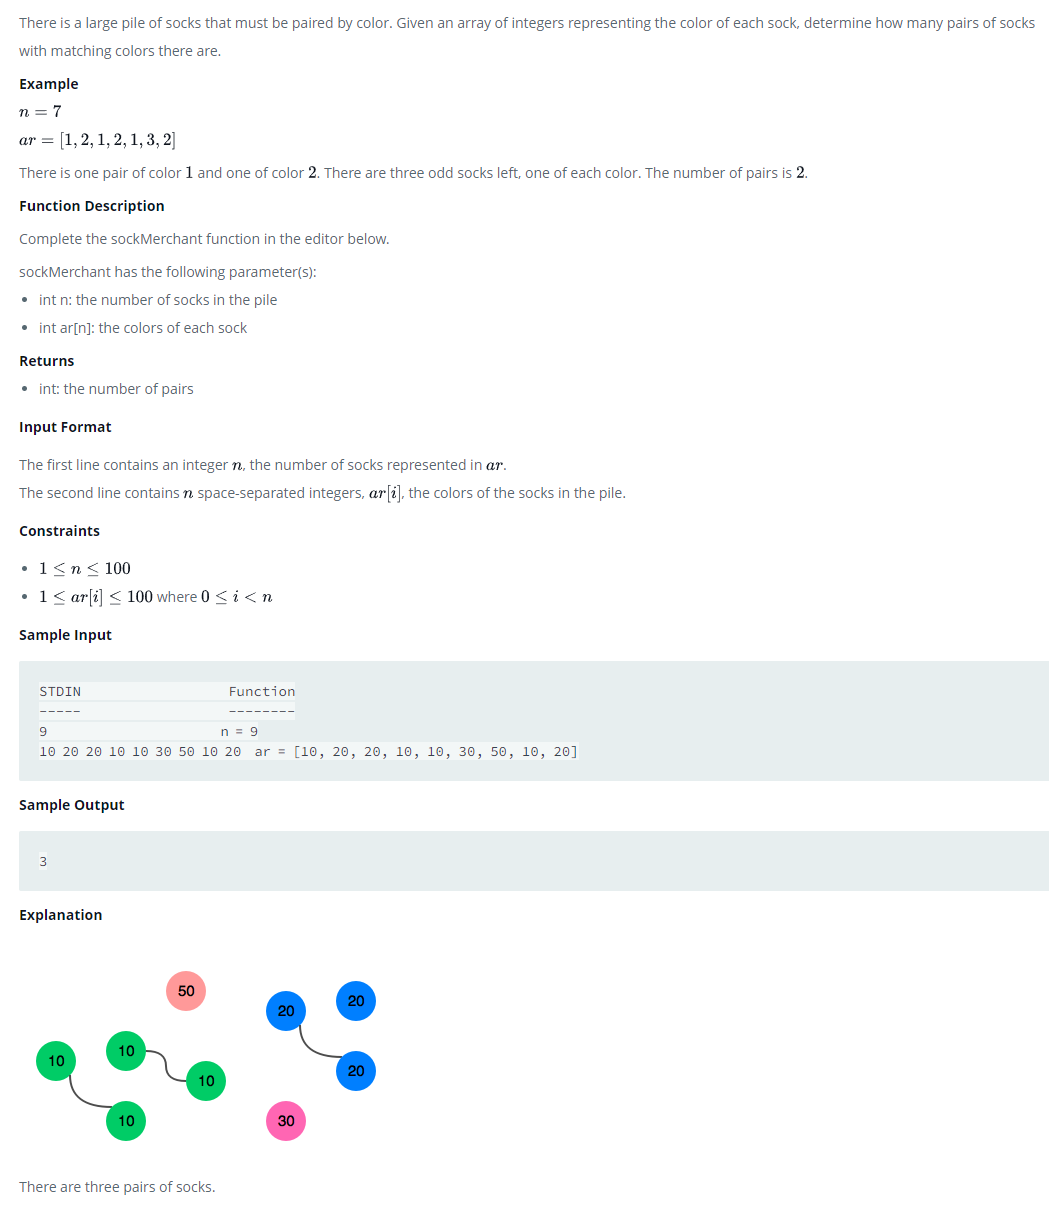 There is a large pile of socks that must be paired by color. Given an array of integers representing the color of each sock, determine how many pairs of socks
with matching colors there are.
Example
n = 7
ar = [1, 2, 1, 2, 1, 3, 2]
There is one pair of color 1 and one of color 2. There are three odd socks left, one of each color. The number of pairs is 2.
Function Description
Complete the sockMerchant function in the editor below.
sockMerchant has the following parameter(s):
• int n: the number of socks in the pile
• int ar[n]: the colors of each sock
Returns
• int: the number of pairs
Input Format
The first line contains an integer n, the number of socks represented in ar.
The second line contains n space-separated integers, ar[i], the colors of the socks in the pile.
Constraints
• 1 ≤ n ≤ 100
• 1 ≤ ar[i] ≤ 100 where 0 ≤ i < n
Sample Input
STDIN                       Function
-----                       --------
9                           n = 9
10 20 20 10 10 30 50 10 20  ar = [10, 20, 20, 10, 10, 30, 50, 10, 20]
Sample Output
3
Explanation
50
20
20
10
10
20
10
10
30
There are three pairs of socks.